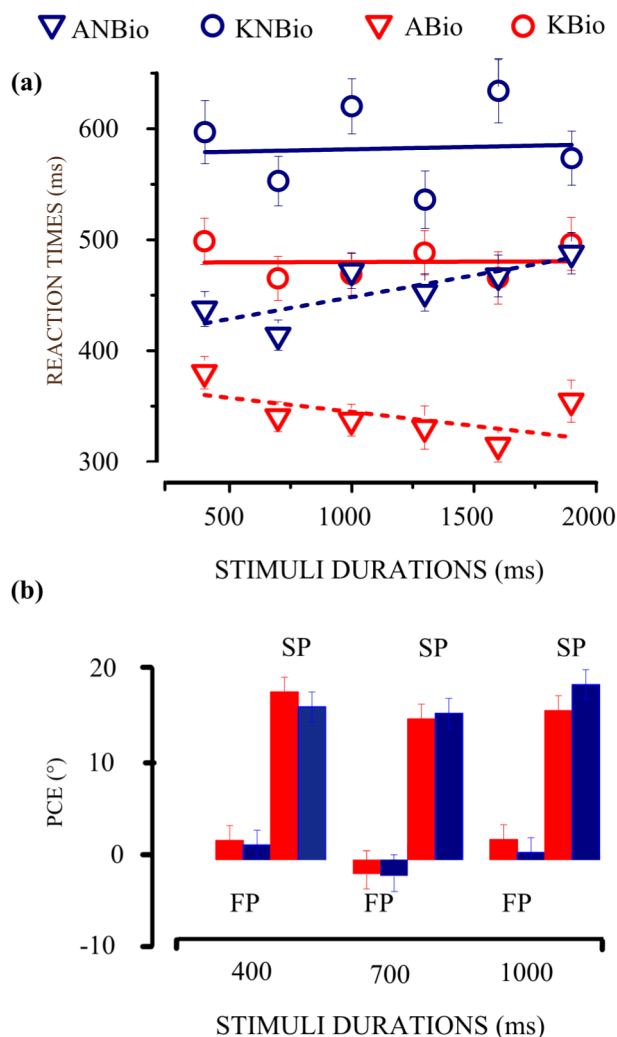 ANBio KNBio ABio KBio
(a)
REACTION TIMES (ms)
600
500
400
300
500 1000 1500 2000
STIMULI DURATIONS (ms)
(b)
PCE (°)
20
10
0
-10
SP SP SP
FP FP FP
400 700 1000
STIMULI DURATIONS (ms)